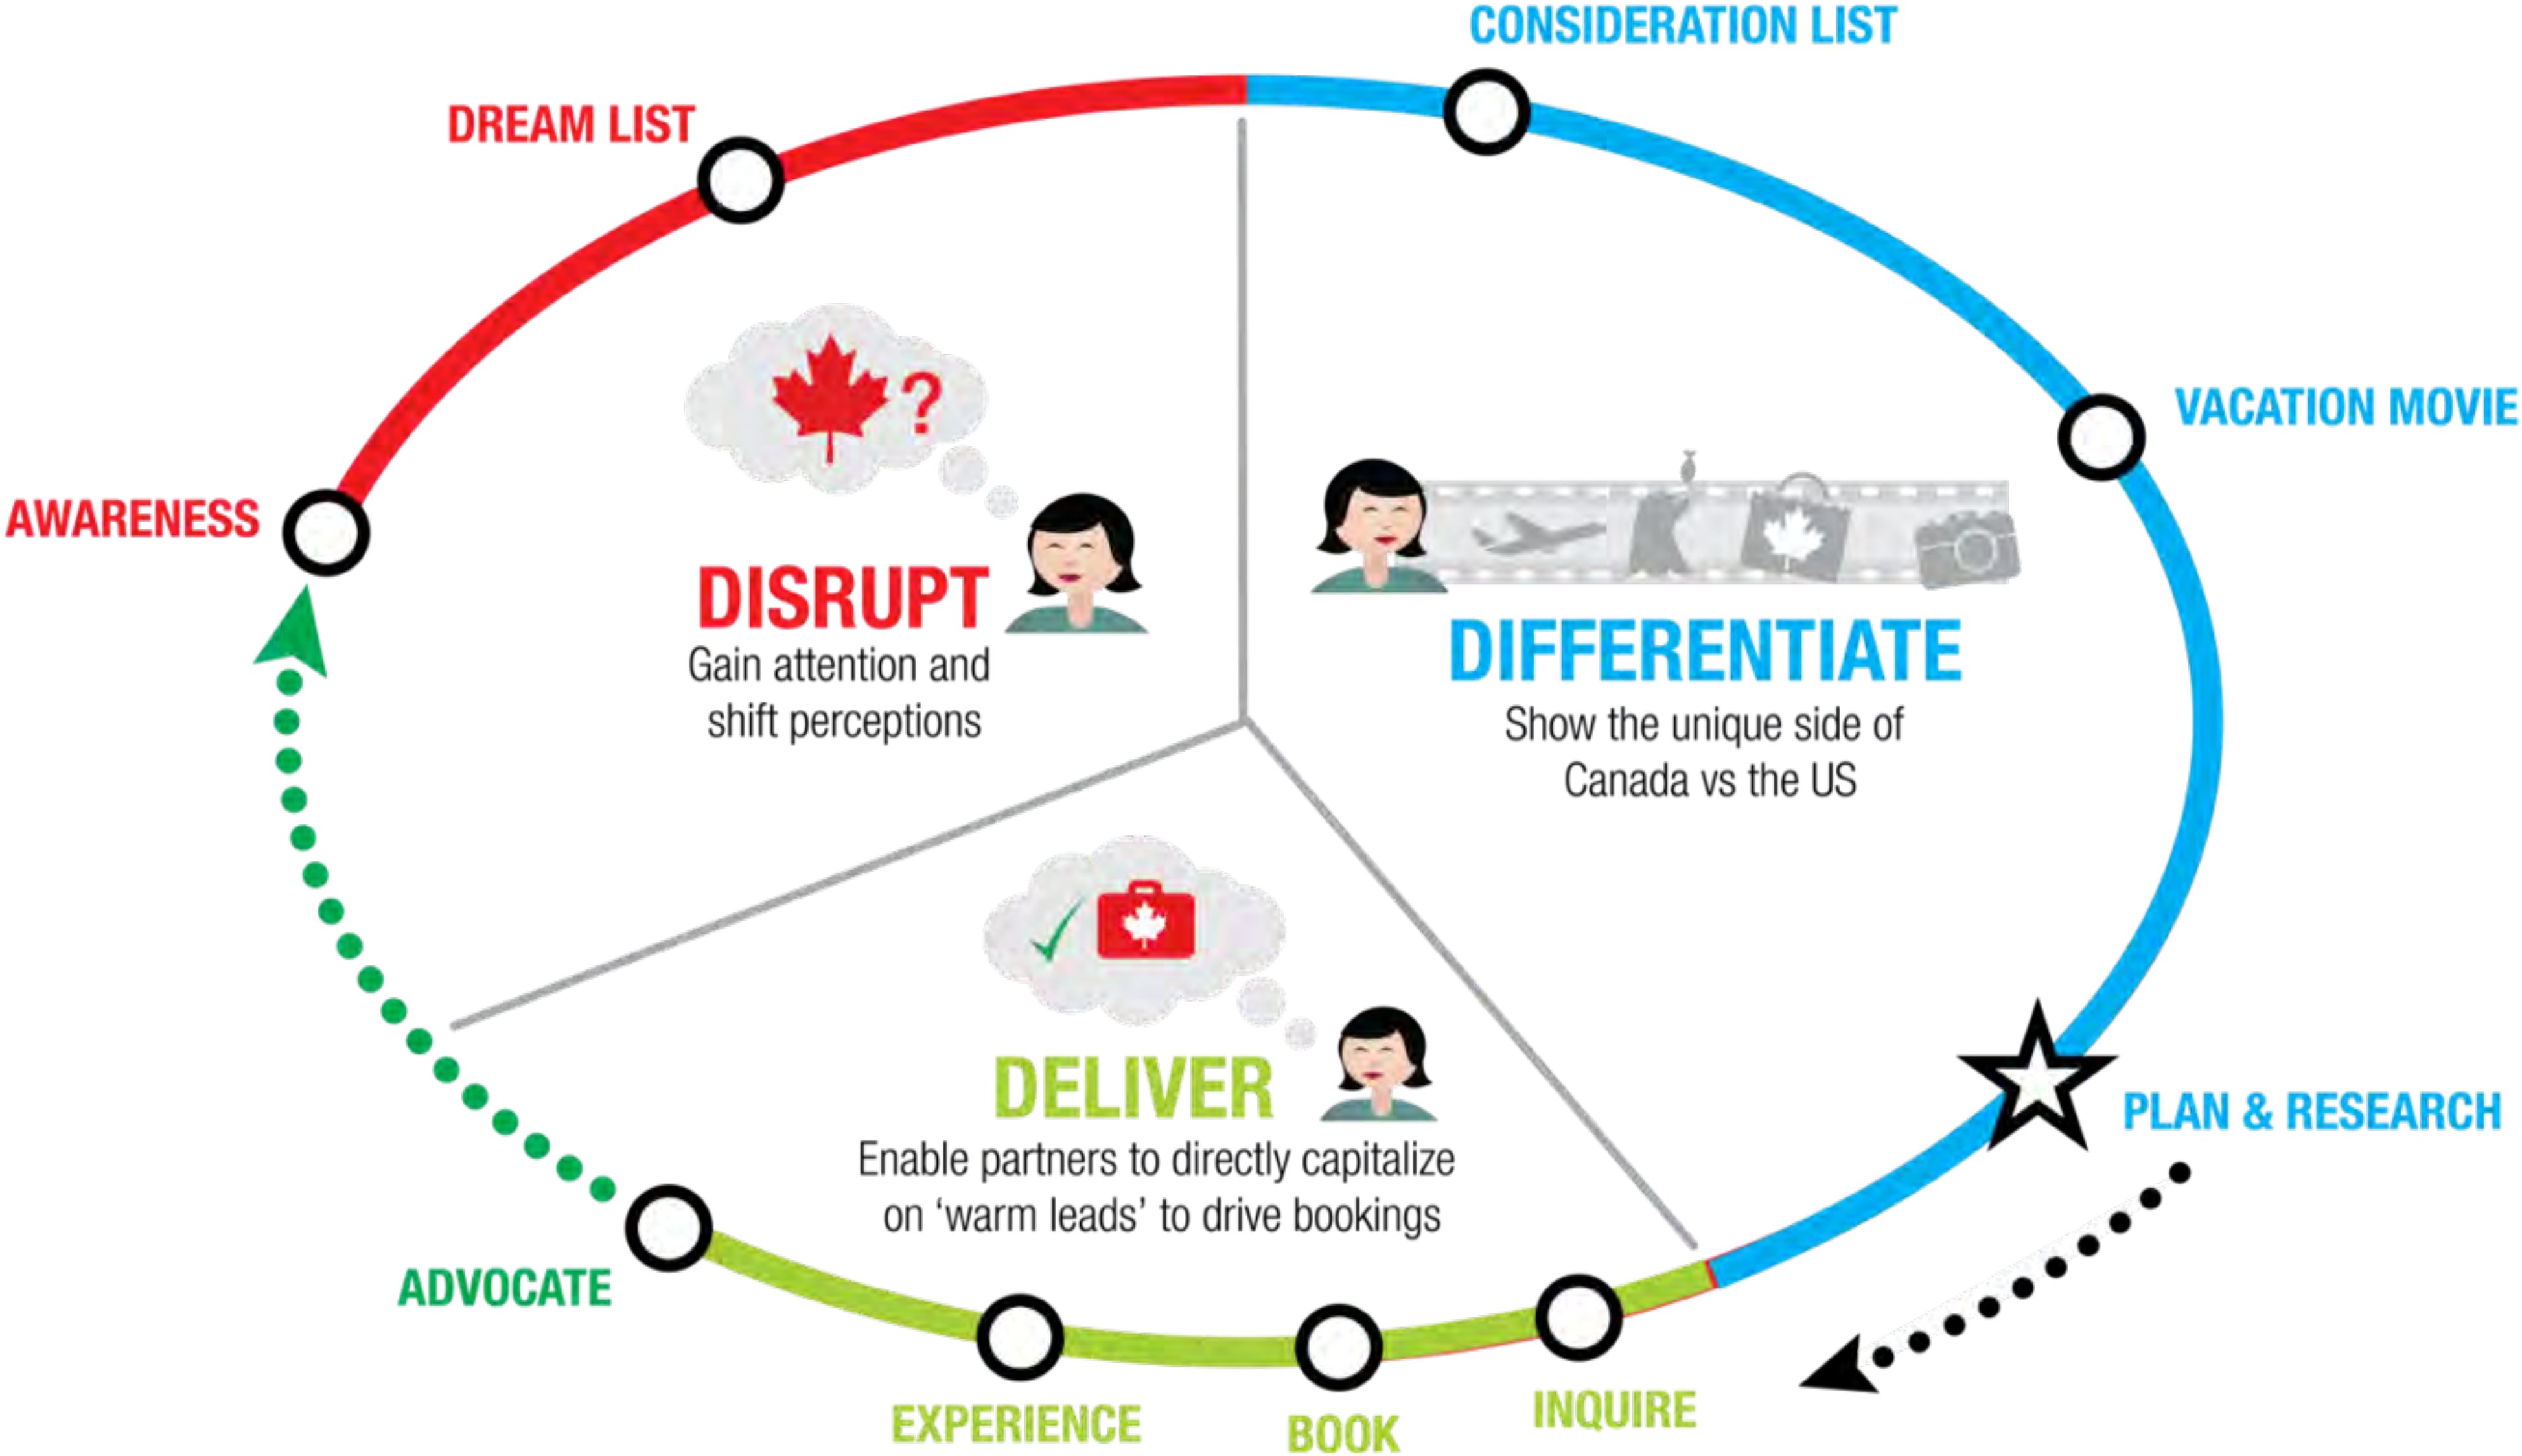 CONSIDERATION LIST
DREAM LIST
VACATION MOVIE
AWARENESS
?
DISRUPT
Gain attention and
shift perceptions
DIFFERENTIATE
Show the unique side of
Canada vs the US
DELIVER
Enable partners to directly capitalize
on ‘warm leads’ to drive bookings
PLAN & RESEARCH
ADVOCATE
EXPERIENCE
BOOK
INQUIRE